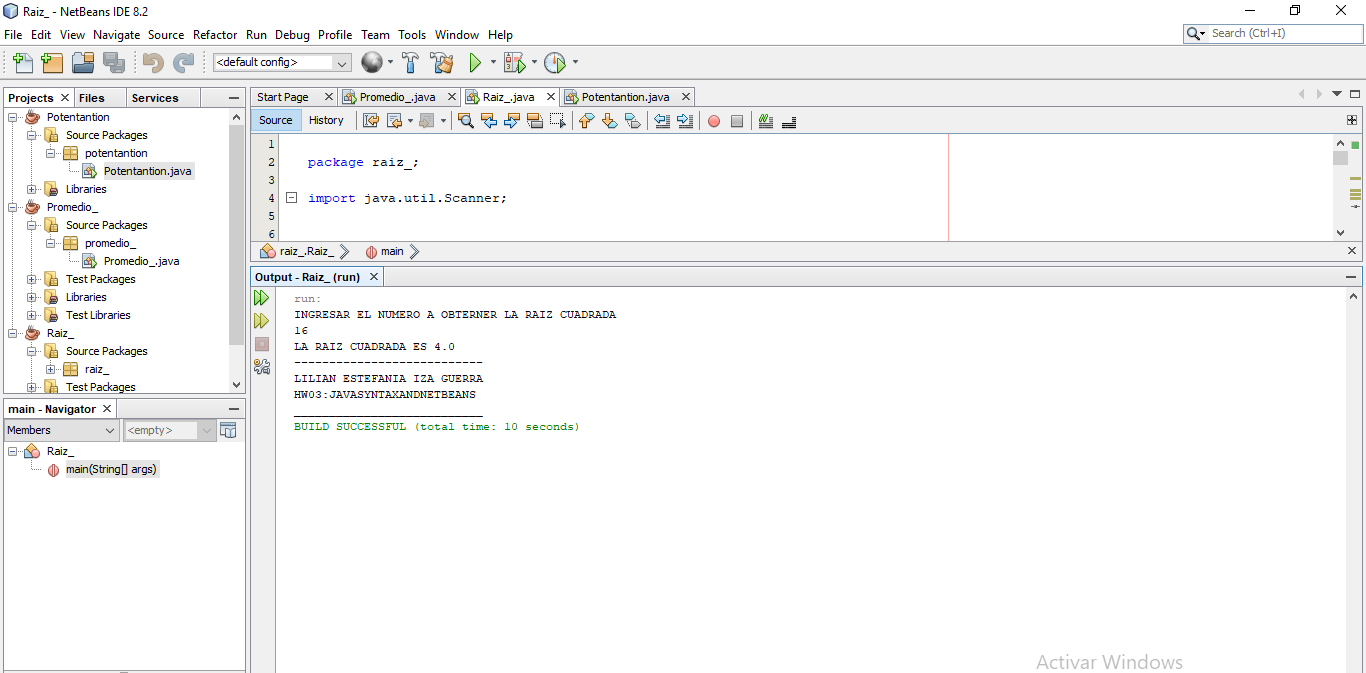 Raiz_ - NetBeans IDE 8.2
File Edit View Navigate Source Refactor Run Debug Profile Team Tools Window Help
Search (Ctrl+I)
<default config>
Projects Files Services
Potentantion
Source Packages
potentantion
Potentantion.java
Libraries
Promedio_
Source Packages
promedio_
Promedio_.java
Test Packages
Libraries
Test Libraries
Raiz_
Source Packages
raiz_
Test Packages
main - Navigator
Members <empty>
Raiz_
main(String[] args)
Start Page Promedio_.java Raiz_.java Potentantion.java
Source History
1
2 package raiz_;
3
4 import java.util.Scanner;
5
6
raiz_.Raiz_ main
Output - Raiz_ (run)
run:
INGRESAR EL NUMERO A OBTERNER LA RAIZ CUADRADA
16
LA RAIZ CUADRADA ES 4.0
---------------------------
LILIAN ESTEFANIA IZA GUERRA
HW03:JAVASYNTAXANDNETBEANS
___________________________
BUILD SUCCESSFUL (total time: 10 seconds)
Activar Windows